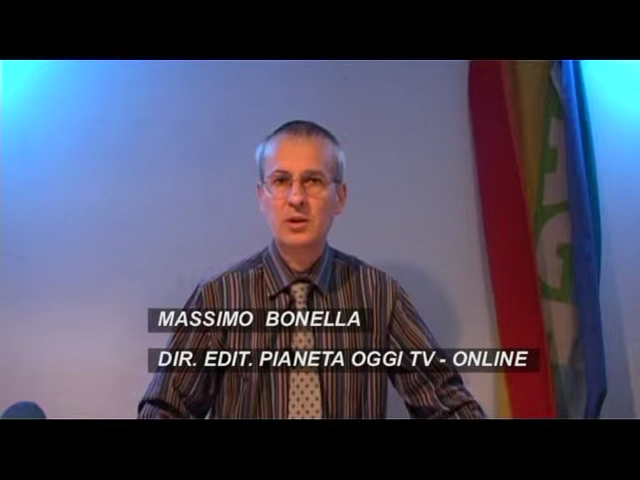 MASSIMO BONELLA
DIR. EDIT. PIANETA OGGI TV - ONLINE